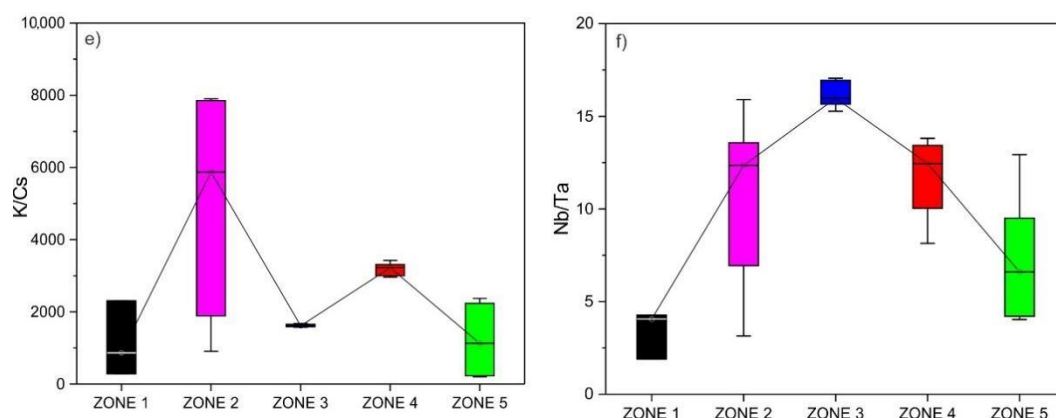 e)
K/Cs
10,000
8000
6000
4000
2000
0
ZONE 1 ZONE 2 ZONE 3 ZONE 4 ZONE 5
f)
Nb/Ta
20
15
10
5
0
ZONE 1 ZONE 2 ZONE 3 ZONE 4 ZONE 5